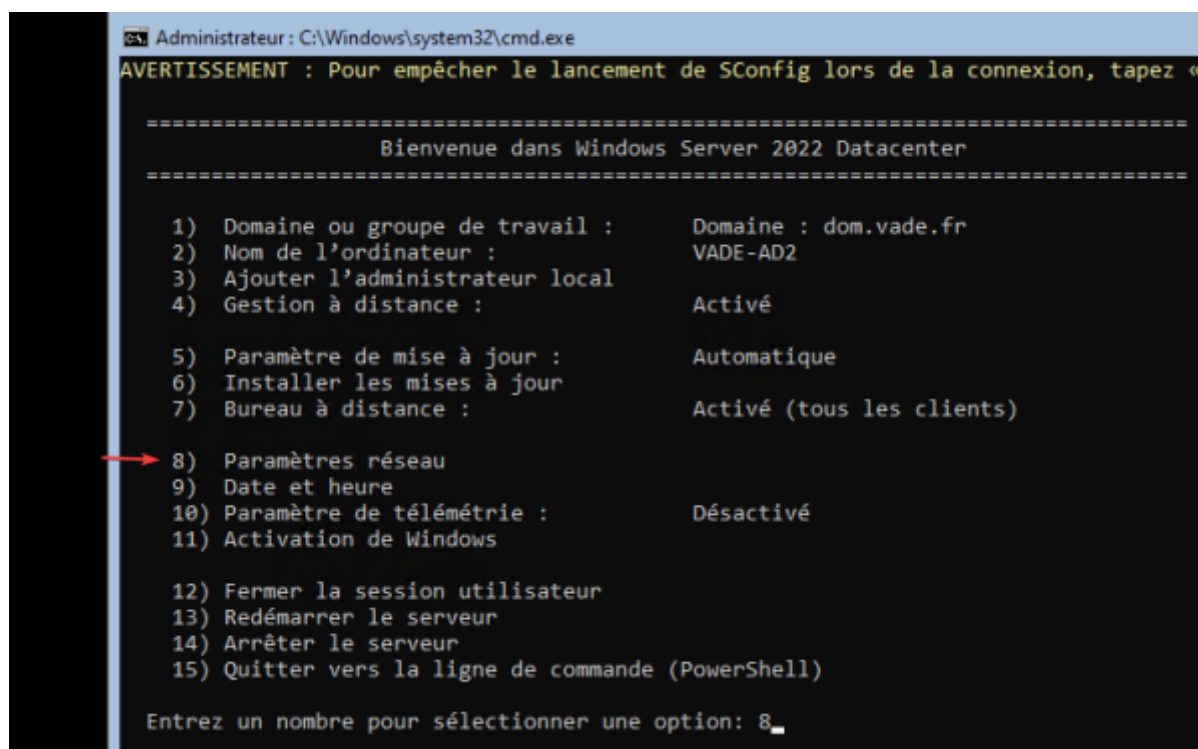 Administrateur : C:\Windows\system32\cmd.exe
AVERTISSEMENT : Pour empêcher le lancement de SConfig lors de la connexion, tapez «
================================================================================
Bienvenue dans Windows Server 2022 Datacenter
================================================================================
1) Domaine ou groupe de travail : Domaine : dom.vade.fr
2) Nom de l’ordinateur : VADE-AD2
3) Ajouter l’administrateur local
4) Gestion à distance : Activé
5) Paramètre de mise à jour : Automatique
6) Installer les mises à jour
7) Bureau à distance : Activé (tous les clients)
8) Paramètres réseau
9) Date et heure
10) Paramètre de télémétrie : Désactivé
11) Activation de Windows
12) Fermer la session utilisateur
13) Redémarrer le serveur
14) Arrêter le serveur
15) Quitter vers la ligne de commande (PowerShell)
Entrez un nombre pour sélectionner une option: 8